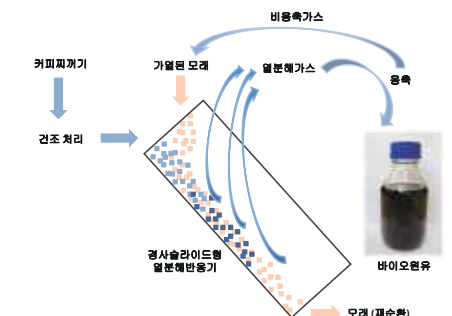 비응축가스
커피찌꺼기
가열된 모래
열분해가스
응축
건조 처리
경사슬라이드형
열분해반응기
바이오원유
모래 (재순환)